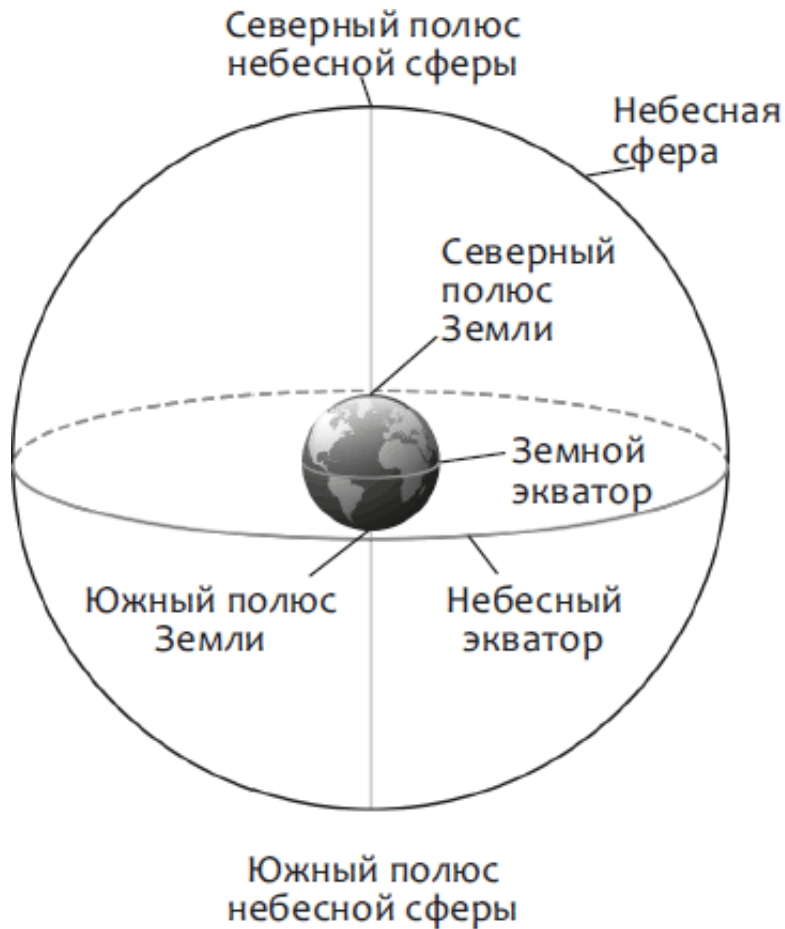 Северный полюс
небесной сферы
Небесная
сфера
Северный
полюс
Земли
Земной
экватор
Южный полюс
Земли
Небесный
экватор
Южный полюс
небесной сферы